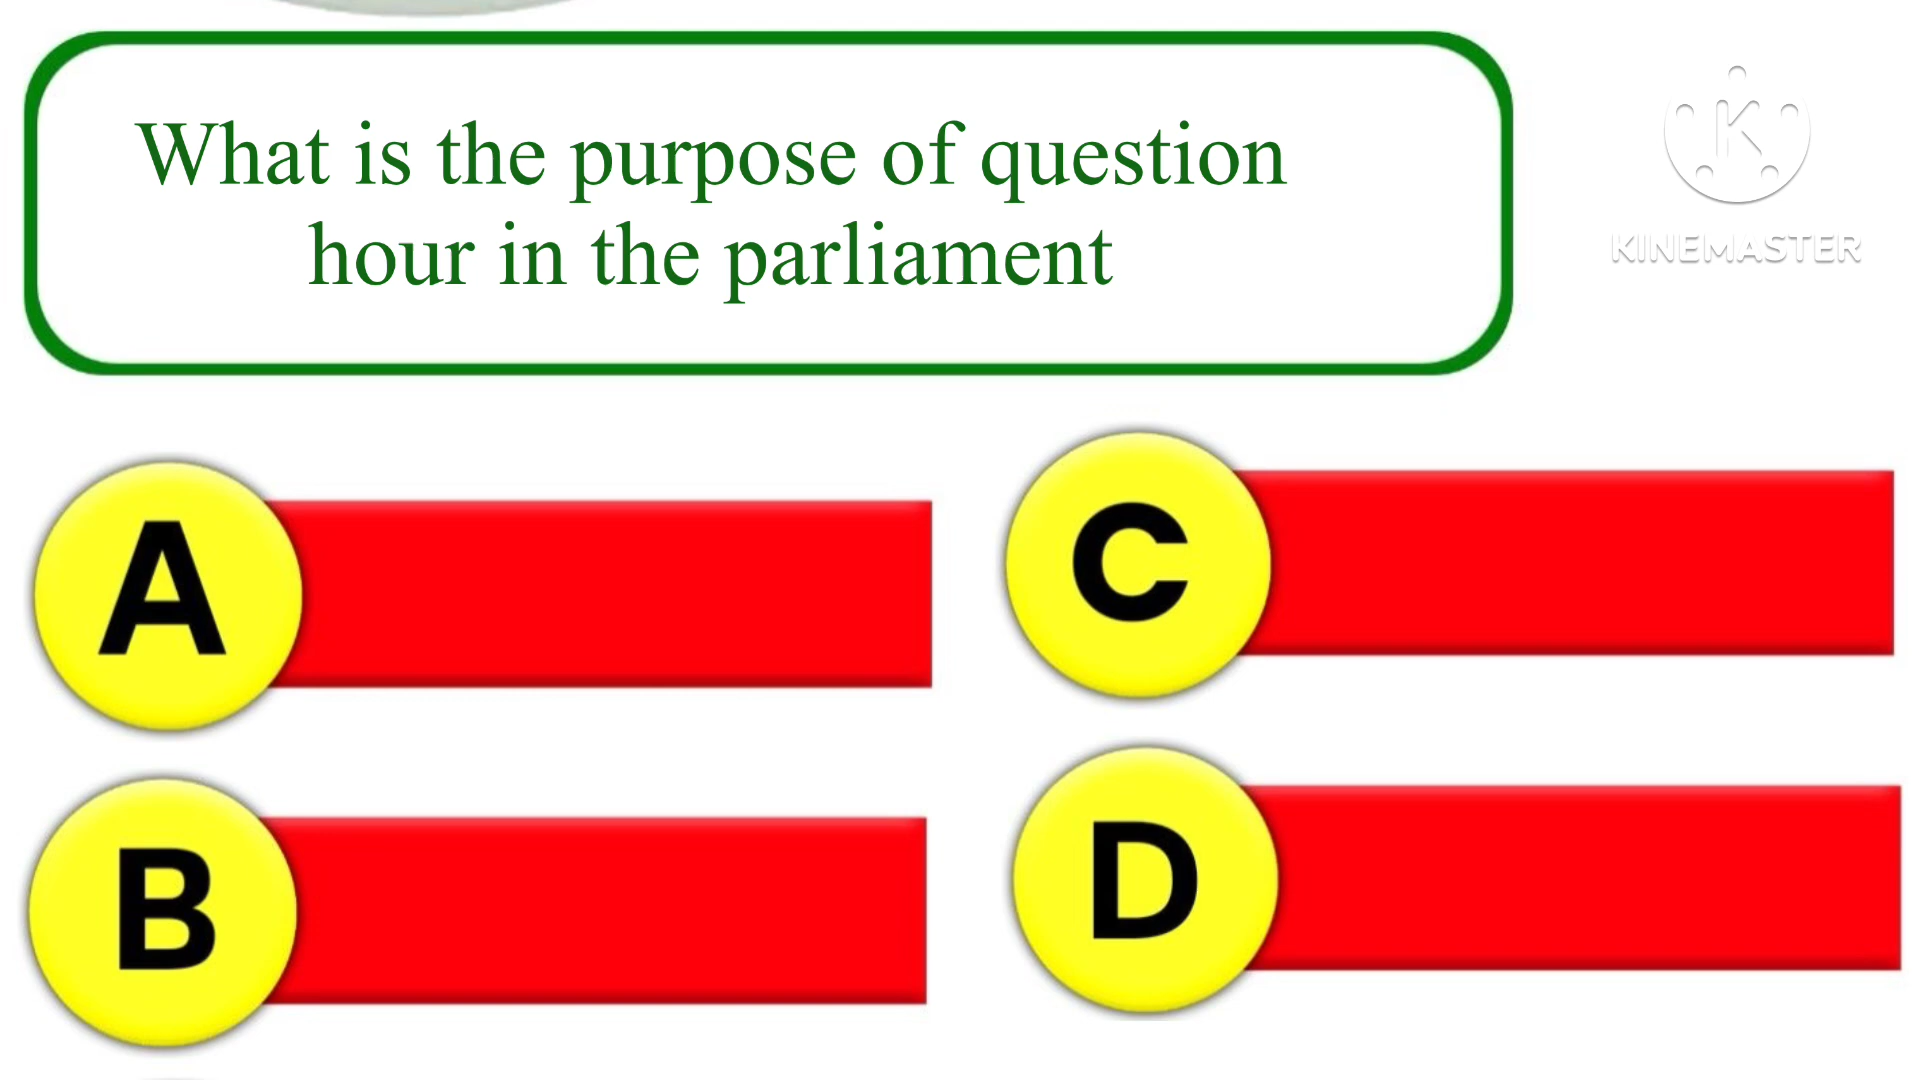 What is the purpose of question
hour in the parliament
KINEMASTER
A
C
B
D